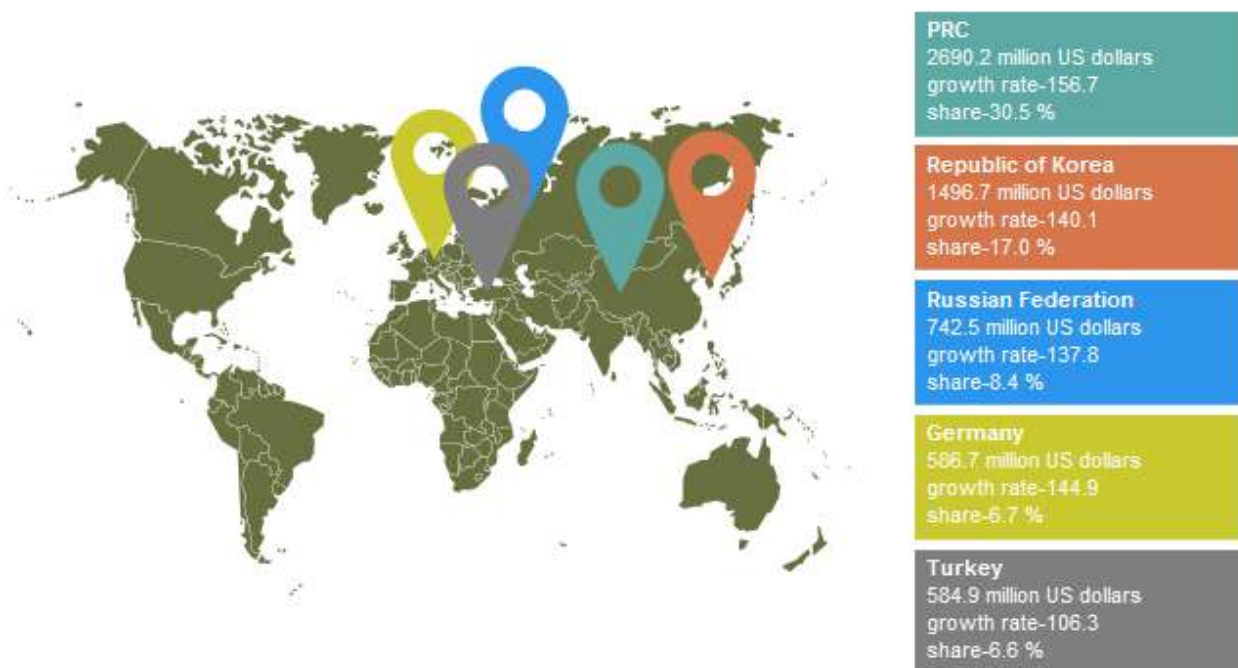 PRC
2690.2 million US dollars
growth rate-156.7
share-30.5 %
Republic of Korea
1496.7 million US dollars
growth rate-140.1
share-17.0 %
Russian Federation
742.5 million US dollars
growth rate-137.8
share-8.4 %
Germany
586.7 million US dollars
growth rate-144.9
share-6.7 %
Turkey
584.9 million US dollars
growth rate-106.3
share-6.6 %